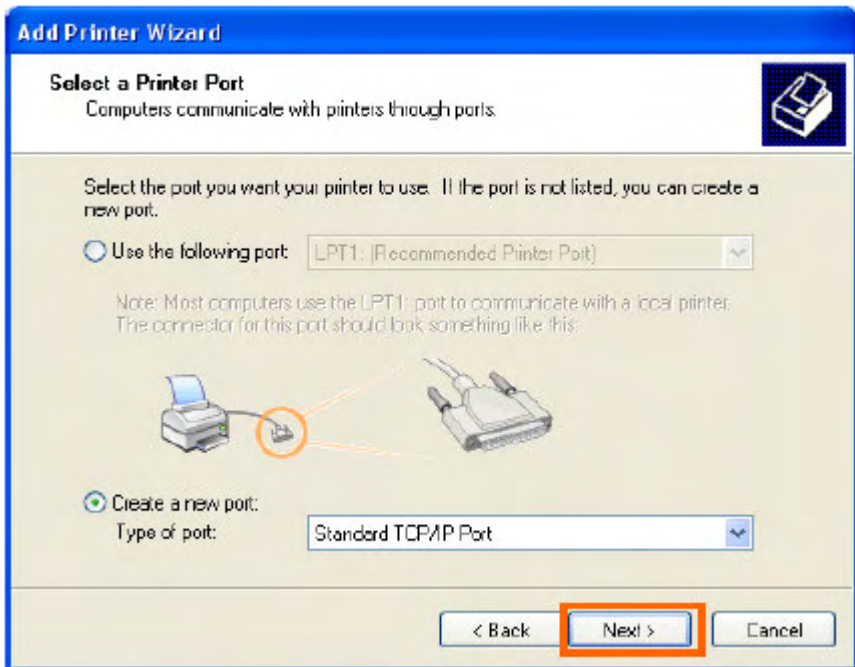 Add Printer Wizard
Select a Printer Port
Computers communicate with printers through ports.
Select the port you want your printer to use. If the port is not listed, you can create a
new port.
Use the following port: LPT1: (Recommended Printer Port)
Note: Most computers use the LPT1: port to communicate with a local printer.
The connector for this port should look something like this:
Create a new port:
Type of port: Standard TCP/IP Port
< Back Next > Cancel